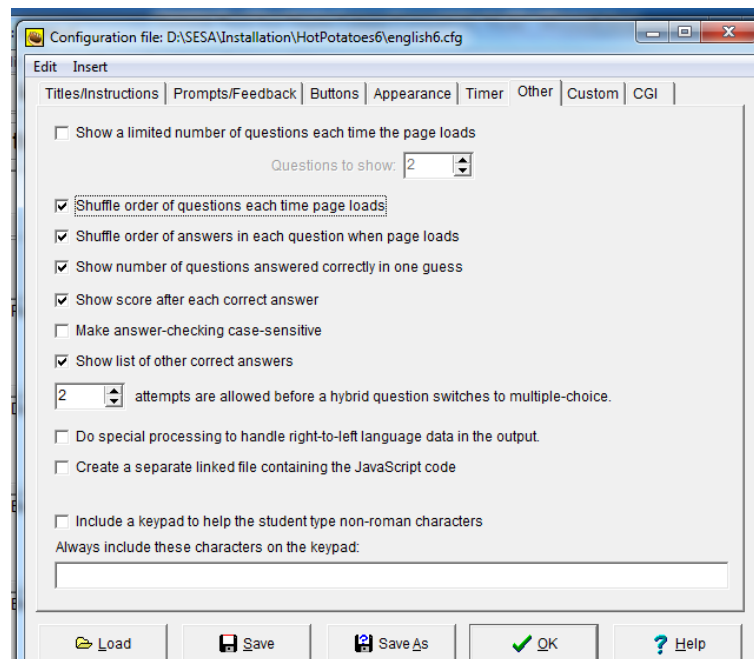 Configuration file: D:\SESA\Installation\HotPotatoes6\english6.cfg
Edit Insert
Titles/Instructions Prompts/Feedback Buttons Appearance Timer Other Custom CGI
Show a limited number of questions each time the page loads
Questions to show: 2
Shuffle order of questions each time page loads
Shuffle order of answers in each question when page loads
Show number of questions answered correctly in one guess
Show score after each correct answer
Make answer-checking case-sensitive
Show list of other correct answers
2 attempts are allowed before a hybrid question switches to multiple-choice.
Do special processing to handle right-to-left language data in the output.
Create a separate linked file containing the JavaScript code
Include a keypad to help the student type non-roman characters
Always include these characters on the keypad:
Load Save Save As OK Help